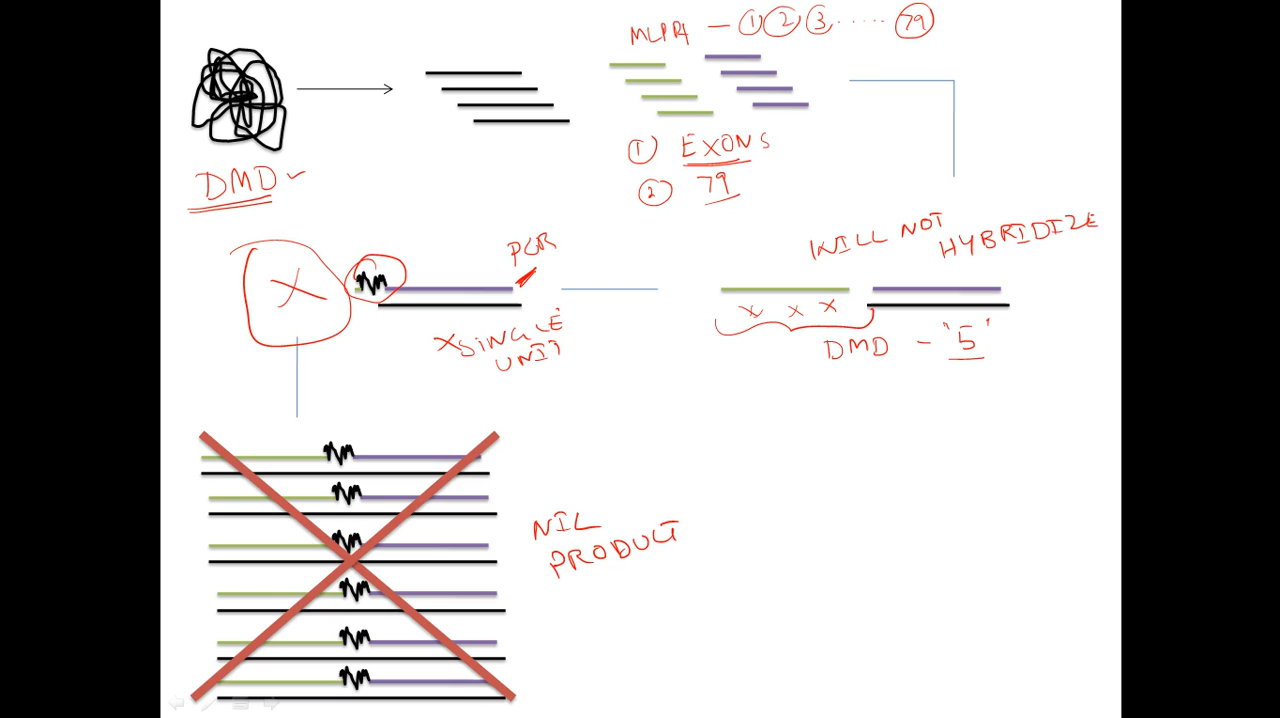 MLPA — ① ② ③ ...... 79
① EXONS
② 79
DMD ✓
PCR
WILL NOT
HYBRIDIZE
X X X X
X SINGLE
UNIT
DMD - '5'
NIL
PRODUCT